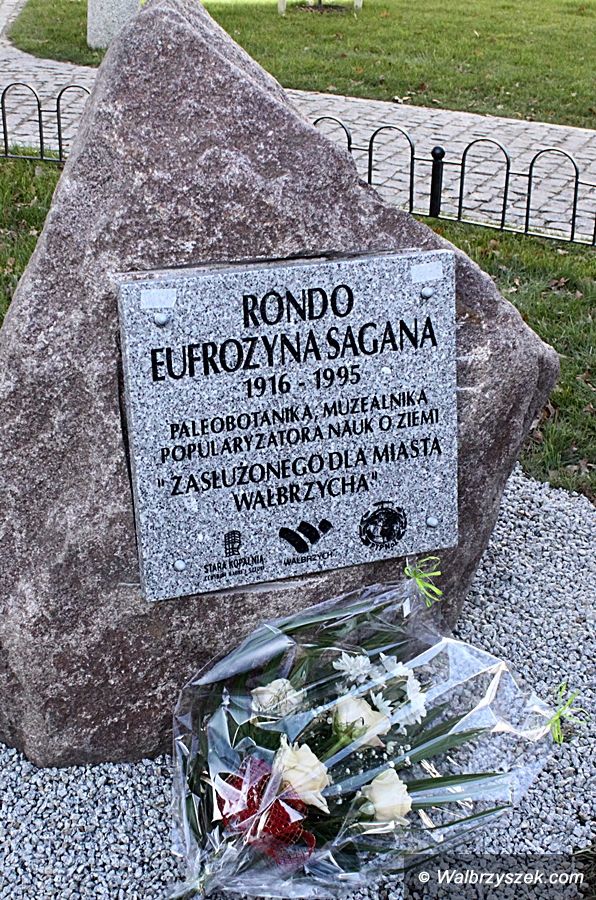 RONDO
EUFROZYNA SAGANA
1916 - 1995
PALEOBOTANIKA, MUZEALNIKA
POPULARYZATORA NAUK O ZIEMI
"ZASŁUŻONEGO DLA MIASTA
WAŁBRZYCHA"
STARA KOPALNIA
WAŁBRZYCH
© Walbrzyszek.com